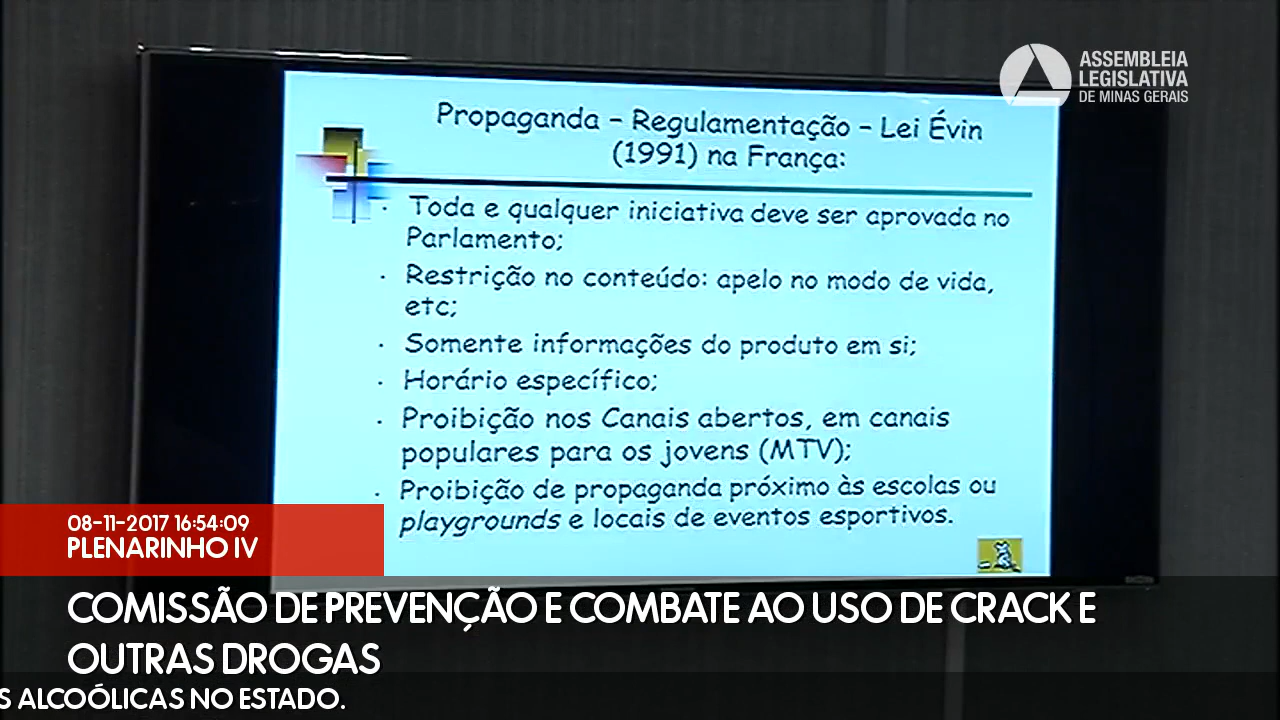 ASSEMBLEIA
LEGISLATIVA
DE MINAS GERAIS
Propaganda – Regulamentação – Lei Évin
(1991) na França:
· Toda e qualquer iniciativa deve ser aprovada no
Parlamento;
· Restrição no conteúdo: apelo no modo de vida,
etc;
· Somente informações do produto em si;
· Horário específico;
· Proibição nos Canais abertos, em canais
populares para os jovens (MTV);
· Proibição de propaganda próximo às escolas ou
playgrounds e locais de eventos esportivos.
08-11-2017 16:54:09
PLENARINHO IV
COMISSÃO DE PREVENÇÃO E COMBATE AO USO DE CRACK E
OUTRAS DROGAS
S ALCOÓLICAS NO ESTADO.